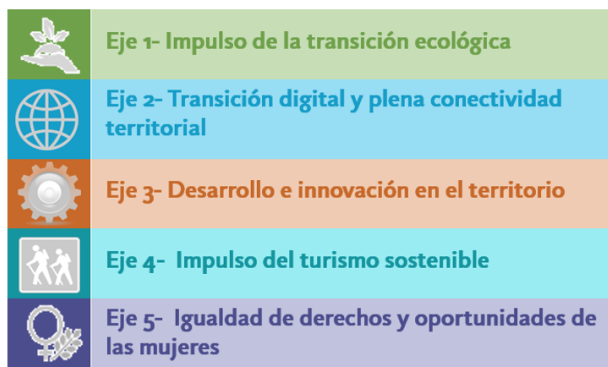 Eje 1- Impulso de la transición ecológica
Eje 2- Transición digital y plena conectividad
territorial
Eje 3- Desarrollo e innovación en el territorio
Eje 4- Impulso del turismo sostenible
Eje 5- Igualdad de derechos y oportunidades de
las mujeres